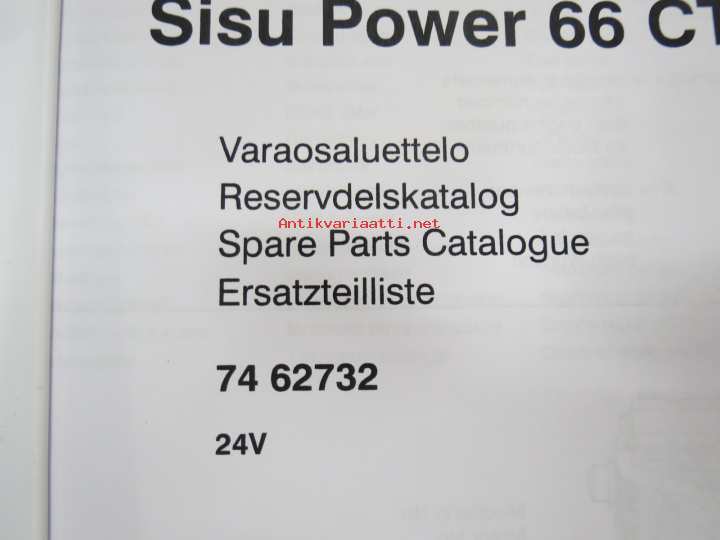 Sisu Power 66 CT
Varaosaluettelo
Reservdelskatalog
Antikvariaatti.net
Spare Parts Catalogue
Ersatzteilliste
74 62732
24V